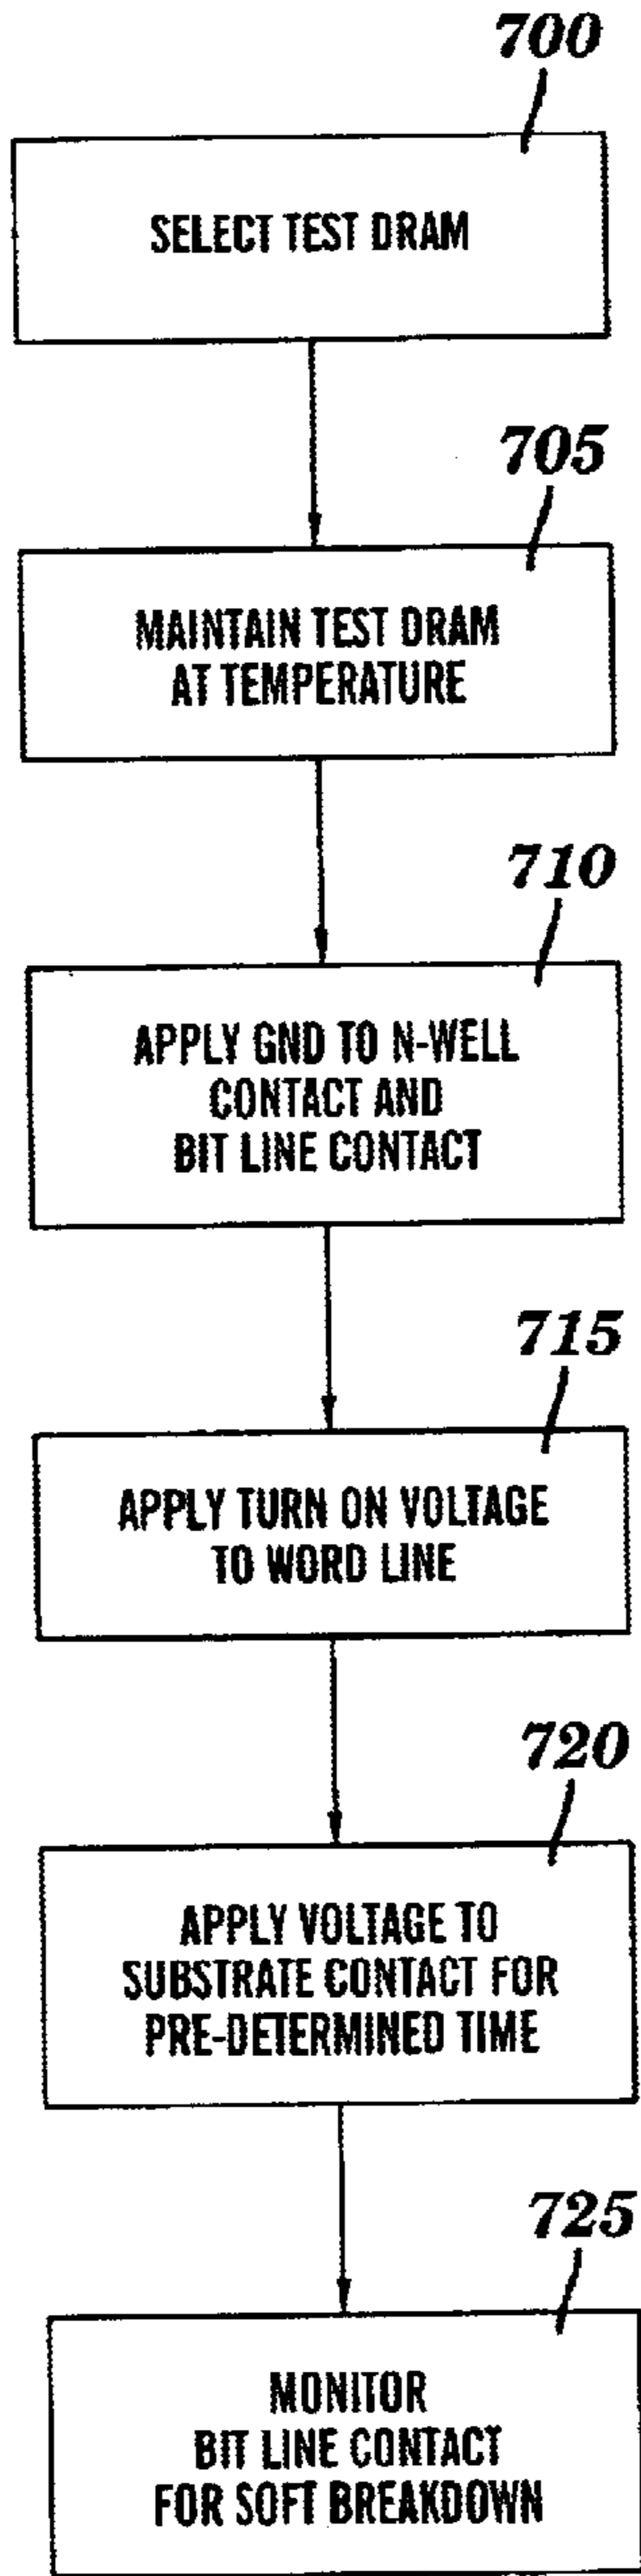 700
SELECT TEST DRAM
705
MAINTAIN TEST DRAM
AT TEMPERATURE
710
APPLY GND TO N-WELL
CONTACT AND
BIT LINE CONTACT
715
APPLY TURN ON VOLTAGE
TO WORD LINE
720
APPLY VOLTAGE TO
SUBSTRATE CONTACT FOR
PRE-DETERMINED TIME
725
MONITOR
BIT LINE CONTACT
FOR SOFT BREAKDOWN